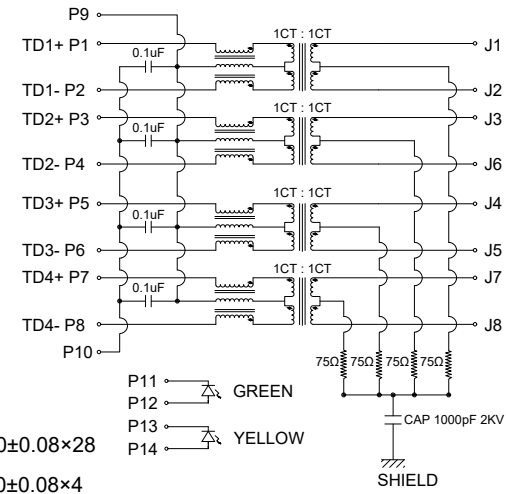 P9
TD1+ P1
1CT : 1CT
J1
0.1uF
TD1- P2
J2
TD2+ P3
1CT : 1CT
J3
0.1uF
TD2- P4
J6
TD3+ P5
1CT : 1CT
J4
0.1uF
TD3- P6
J5
TD4+ P7
1CT : 1CT
J7
0.1uF
TD4- P8
J8
P10
75Ω 75Ω 75Ω 75Ω
P11
GREEN
P12
P13
YELLOW
P14
CAP 1000pF 2KV
SHIELD
0±0.08×28
0±0.08×4